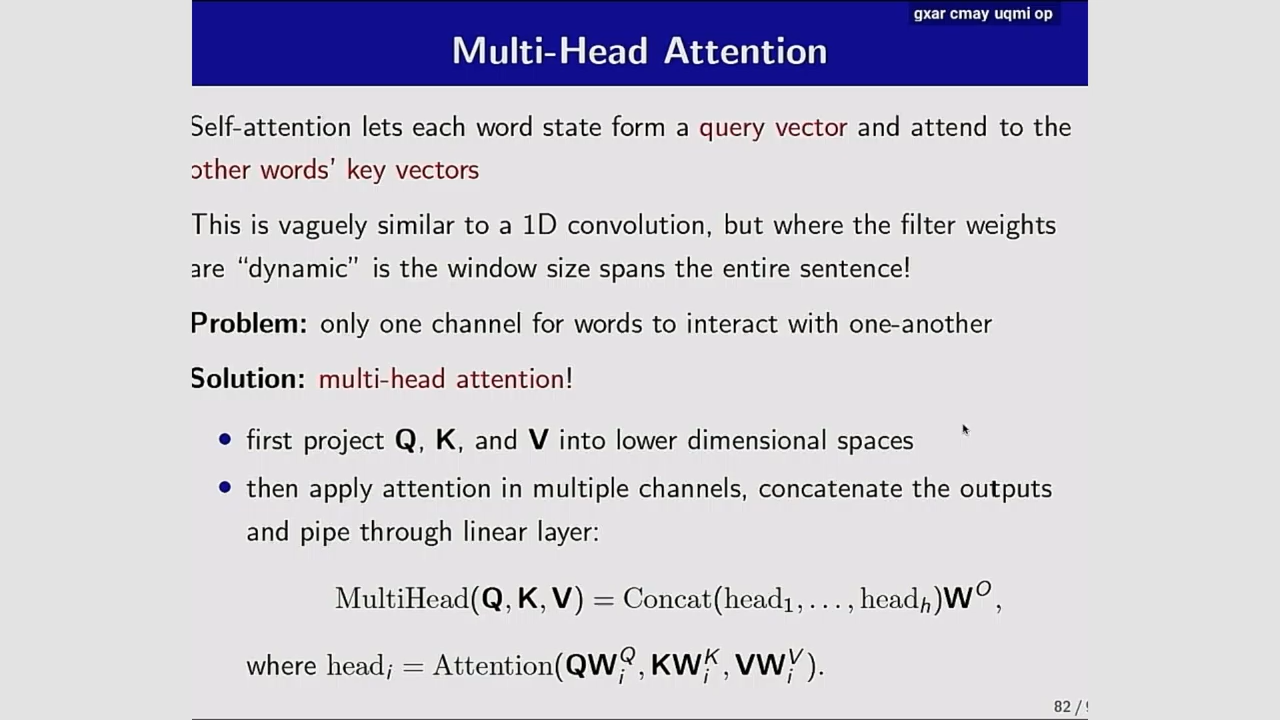 gxar cmay uqmi op
Multi-Head Attention
Self-attention lets each word state form a query vector and attend to the
other words' key vectors
This is vaguely similar to a 1D convolution, but where the filter weights
are “dynamic” is the window size spans the entire sentence!
Problem: only one channel for words to interact with one-another
Solution: multi-head attention!
• first project Q, K, and V into lower dimensional spaces
• then apply attention in multiple channels, concatenate the outputs
and pipe through linear layer:
MultiHead(Q, K, V) = Concat(head₁, . . . , headₕ)W^O,
where headᵢ = Attention(QWᵢ^Q, KWᵢ^K, VWᵢ^V).
82 /